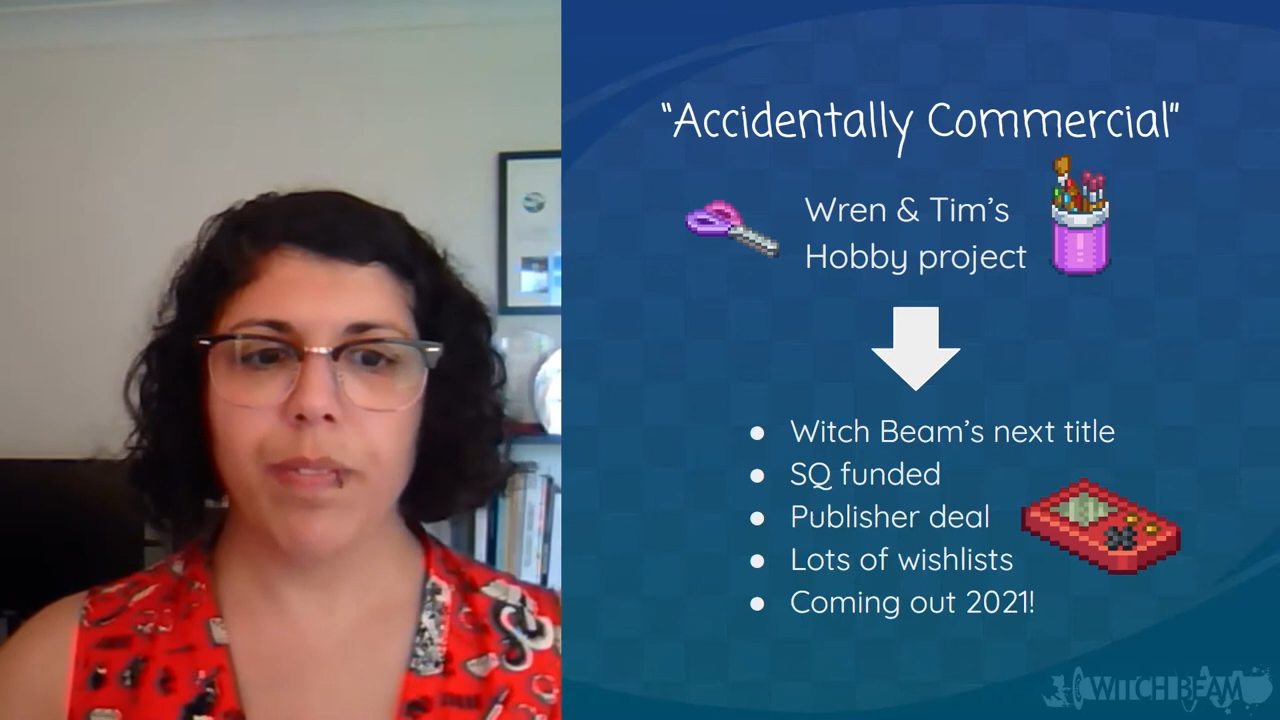 "Accidentally Commercial"
Wren & Tim's
Hobby project
● Witch Beam's next title
● SQ funded
● Publisher deal
● Lots of wishlists
● Coming out 2021!
WITCH BEAM